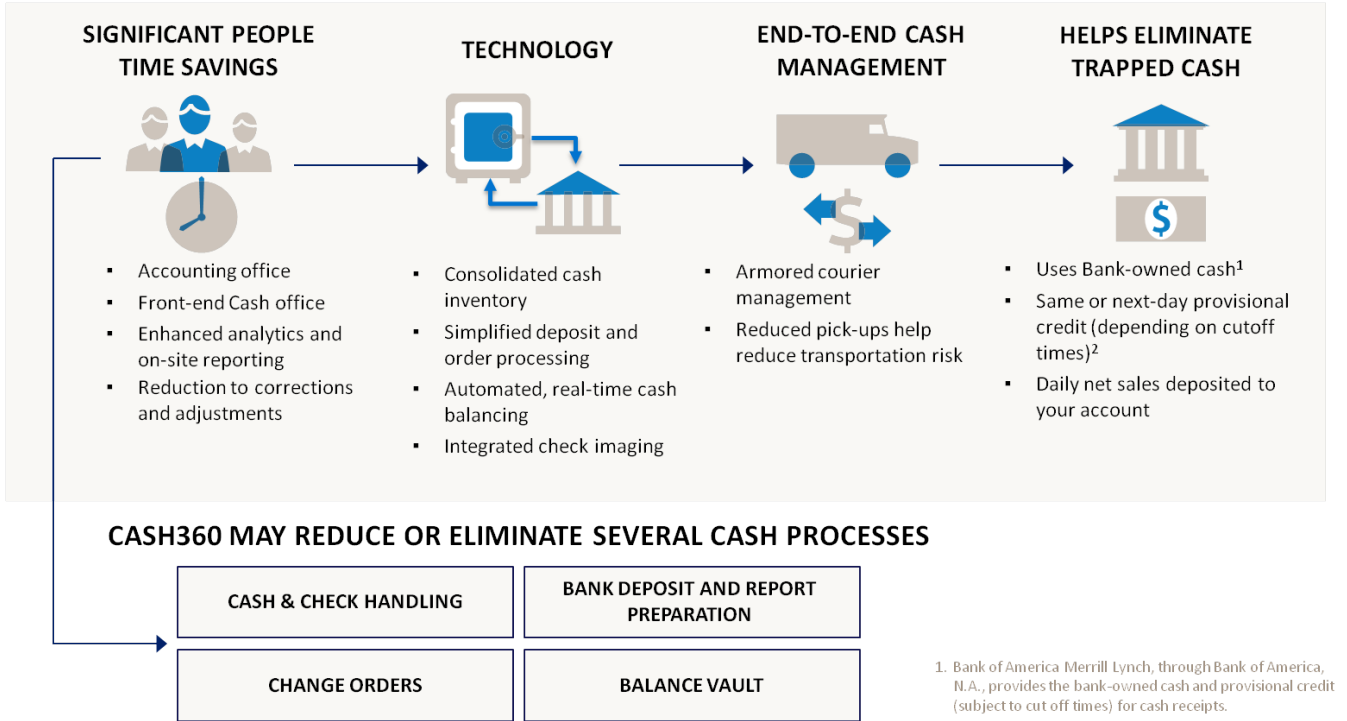 SIGNIFICANT PEOPLE
TIME SAVINGS
▪ Accounting office
▪ Front-end Cash office
▪ Enhanced analytics and
on-site reporting
▪ Reduction to corrections
and adjustments
TECHNOLOGY
▪ Consolidated cash
inventory
▪ Simplified deposit and
order processing
▪ Automated, real-time cash
balancing
▪ Integrated check imaging
END-TO-END CASH
MANAGEMENT
$
▪ Armored courier
management
▪ Reduced pick-ups help
reduce transportation risk
HELPS ELIMINATE
TRAPPED CASH
$
▪ Uses Bank-owned cash¹
▪ Same or next-day provisional
credit (depending on cutoff
times)²
▪ Daily net sales deposited to
your account
CASH360 MAY REDUCE OR ELIMINATE SEVERAL CASH PROCESSES
CASH & CHECK HANDLING
BANK DEPOSIT AND REPORT
PREPARATION
CHANGE ORDERS
BALANCE VAULT
1. Bank of America Merrill Lynch, through Bank of America,
N.A., provides the bank-owned cash and provisional credit
(subject to cut off times) for cash receipts.